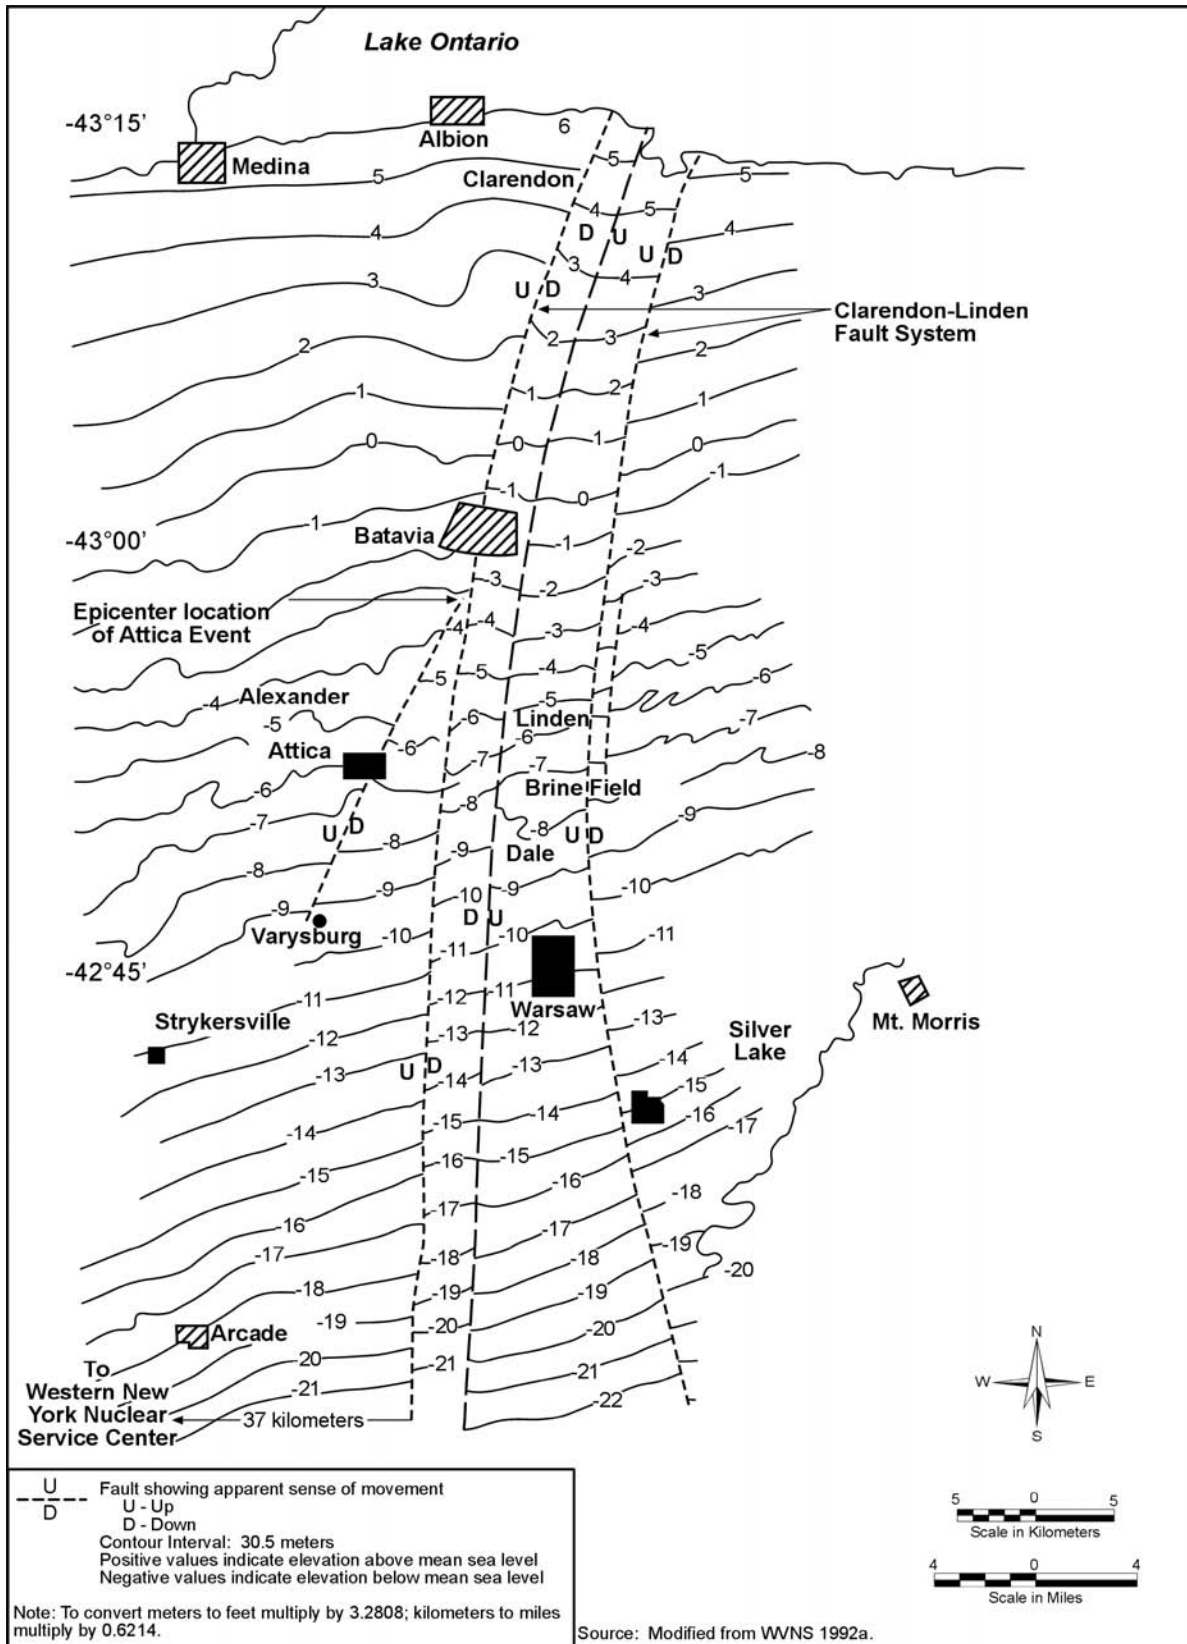 Lake Ontario
-43°15'
Albion
6
Medina
Clarendon
5
5
5
4
5
4
4
D U
U D
3
3
4
U D
3
Clarendon-Linden
Fault System
2
2
3
2
1
1
2
1
0
0
1
0
-1
-1
0
-1
Batavia
-43°00'
-1
-2
-3
-2
-3
Epicenter location
of Attica Event
-4
-4
-3
-4
-5
-5
-4
-5
-6
Alexander
-4
-5
-5
-6
Linden
-7
Attica
-6
-7
-6
-8
-7
Brine Field
-6
-8
-9
-7
U D
-8
U D
-8
-9
Dale
-8
-9
-10
-9
-10
-9
D U
Varysburg
-10
-11
-10
-11
-42°45'
-11
-12
-11
Warsaw
Strykersville
-12
-13
-12
-13
Mt. Morris
Silver
Lake
-13
U D
-14
-13
-14
-15
-14
-15
-14
-16
-17
-15
-16
-15
-16
-18
-16
-17
-17
-17
-18
-18
-19
-20
-18
-19
-19
-19
-20
-20
Arcade
20
-21
-21
-21
-22
To
Western New
York Nuclear
Service Center
37 kilometers
N
W E
S
U
D
Fault showing apparent sense of movement
U - Up
D - Down
Contour Interval: 30.5 meters
Positive values indicate elevation above mean sea level
Negative values indicate elevation below mean sea level
Note: To convert meters to feet multiply by 3.2808; kilometers to miles
multiply by 0.6214.
5 0 5
Scale in Kilometers
4 0 4
Scale in Miles
Source: Modified from WVNS 1992a.